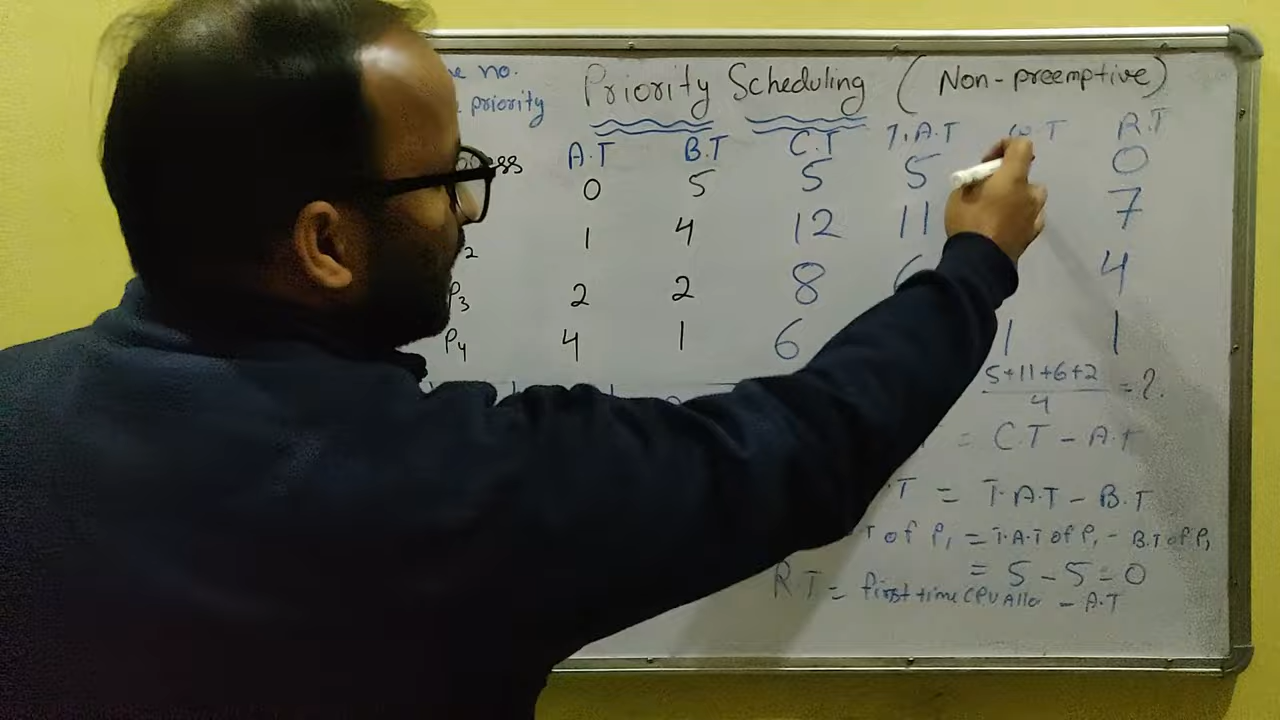 no. Priority Scheduling ( Non-preemptive)
priority
A.T B.T C.T T.A.T W.T R.T
0 5 5 5 0
2 1 4 12 11 7
P3 2 2 8 6 4
P4 4 1 6 1 1
5+11+6+2
4
= ?
= C.T - A.T
T = T.A.T - B.T
T of P1 = T.A.T of P1 - B.T of P1
= 5 - 5 = 0
R.T = first time CPU Allo - A.T